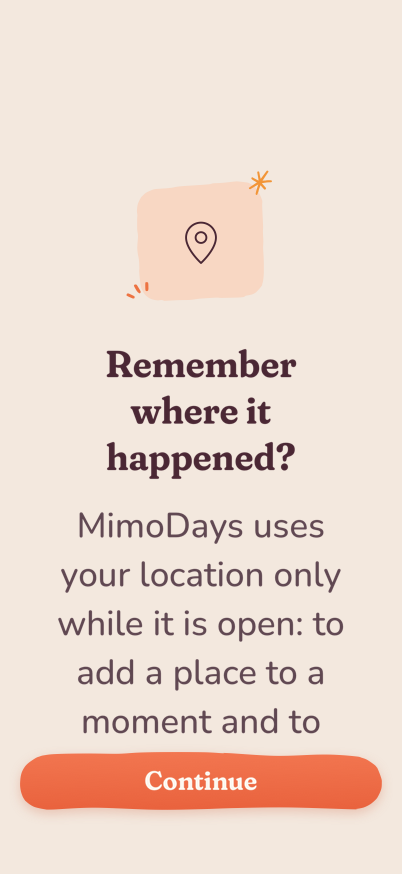 Remember
where it
happened?
MimoDays uses
your location only
while it is open: to
add a place to a
moment and to
Continue